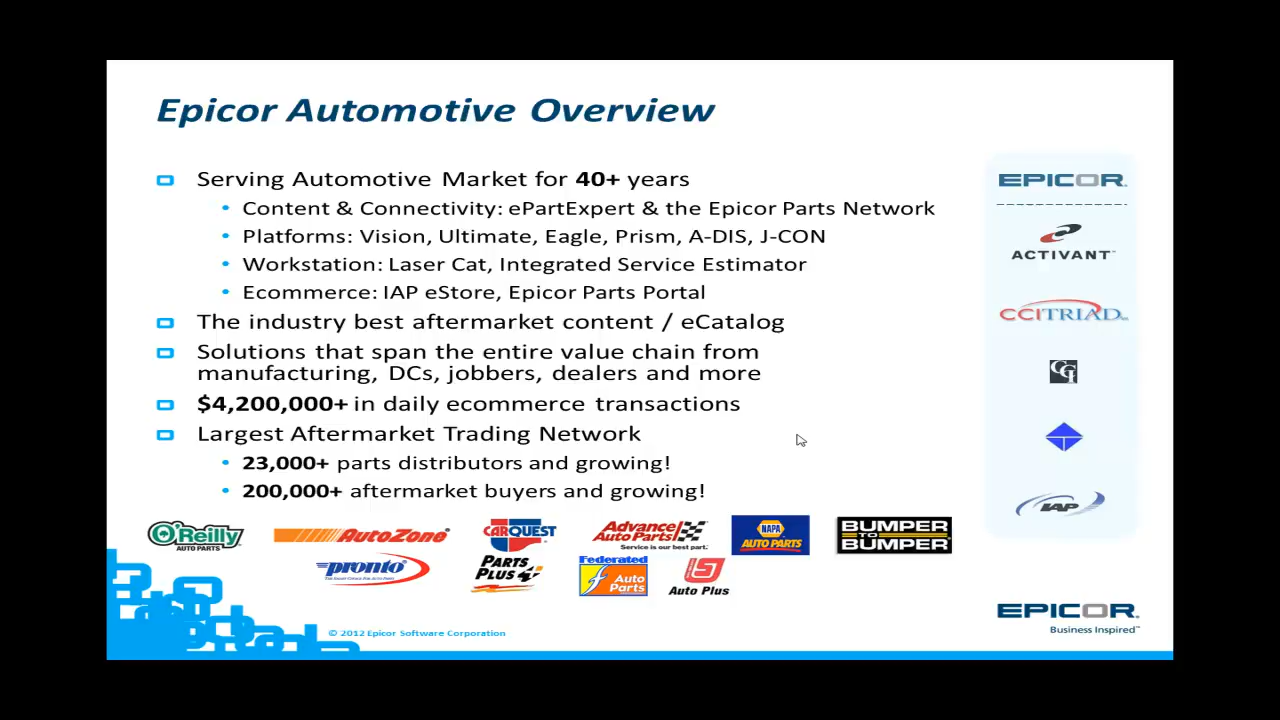 Epicor Automotive Overview
Serving Automotive Market for 40+ years
• Content & Connectivity: ePartExpert & the Epicor Parts Network
• Platforms: Vision, Ultimate, Eagle, Prism, A-DIS, J-CON
• Workstation: Laser Cat, Integrated Service Estimator
• Ecommerce: IAP eStore, Epicor Parts Portal
The industry best aftermarket content / eCatalog
Solutions that span the entire value chain from
manufacturing, DCs, jobbers, dealers and more
$4,200,000+ in daily ecommerce transactions
Largest Aftermarket Trading Network
• 23,000+ parts distributors and growing!
• 200,000+ aftermarket buyers and growing!
EPICOR
ACTIVANT
CCITRIAD
CGI
IAP
O'Reilly
AUTO PARTS
AutoZone
CARQUEST
Advance
Auto Parts
Service is our best part.
NAPA
AUTO PARTS
BUMPER
TO
BUMPER
pronto
PARTS
PLUS
Federated
Auto
Parts
Auto Plus
EPICOR
Business Inspired™
© 2012 Epicor Software Corporation